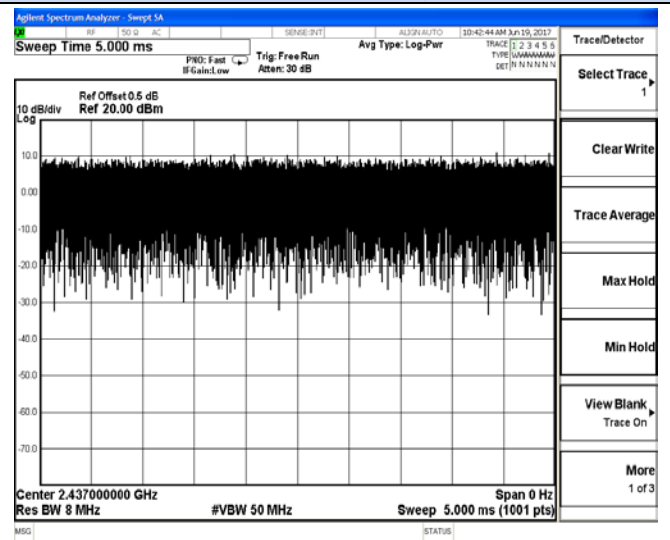 Agilent Spectrum Analyzer - Swept SA
RF 50 Ω AC SENSE:INT ALIGN AUTO 10:42:44 AM Jun 19, 2017
Sweep Time 5.000 ms
Avg Type: Log-Pwr
TRACE 1 2 3 4 5 6
TYPE
DET N N N N N N
PNO: Fast
IFGain:Low
Trig: Free Run
Atten: 30 dB
Trace/Detector
Select Trace
1
Clear Write
Trace Average
Max Hold
Min Hold
View Blank
Trace On
More
1 of 3
Ref Offset 0.5 dB
10 dB/div Ref 20.00 dBm
Log
10.0
0.00
-10.0
-20.0
-30.0
-40.0
-50.0
-60.0
-70.0
Center 2.437000000 GHz Span 0 Hz
Res BW 8 MHz #VBW 50 MHz Sweep 5.000 ms (1001 pts)
MSG STATUS